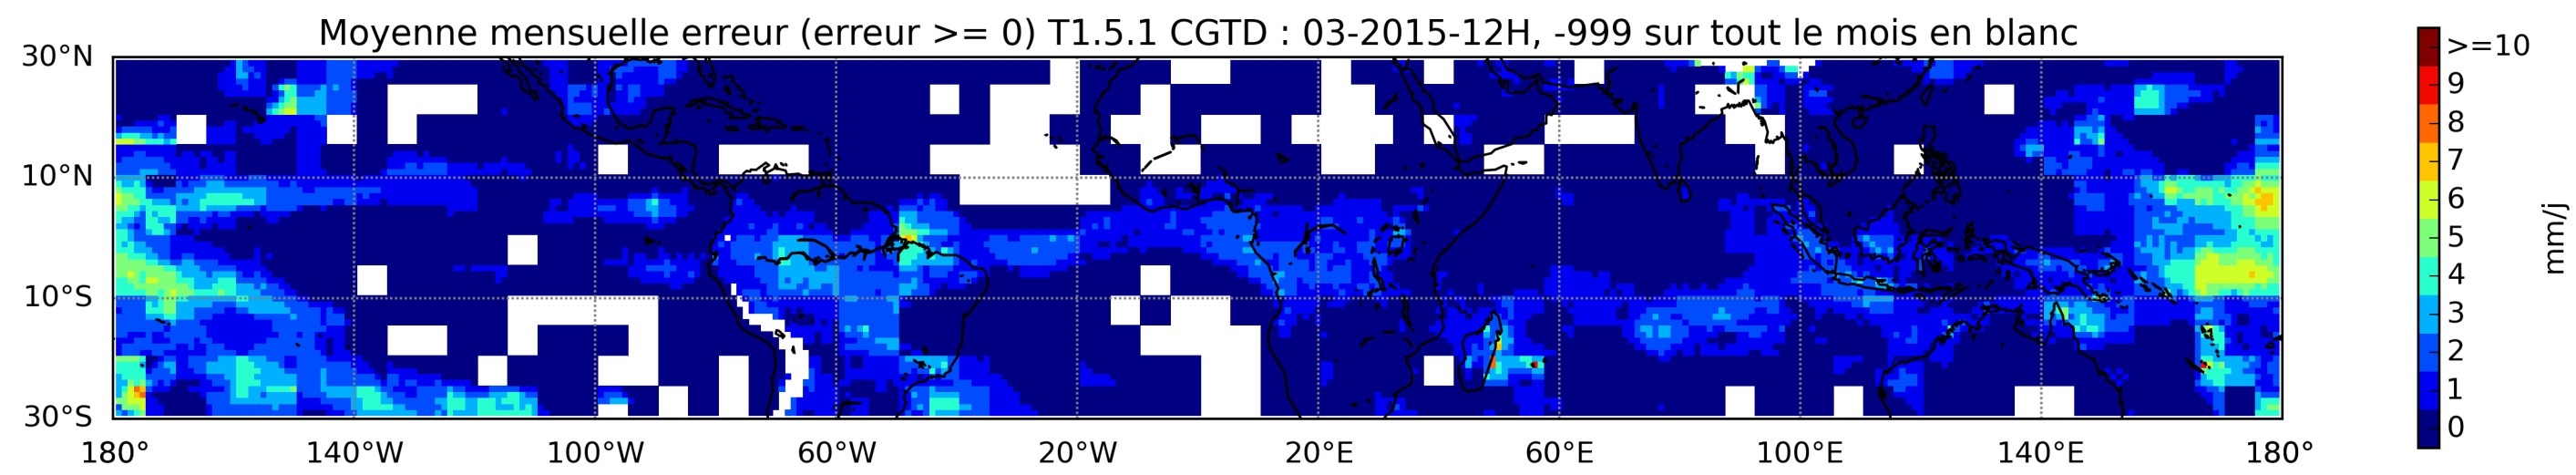 Moyenne mensuelle erreur (erreur >= 0) T1.5.1 CGTD : 03-2015-12H, -999 sur tout le mois en blanc
30°N
10°N
10°S
30°S
180° 140°W 100°W 60°W 20°W 20°E 60°E 100°E 140°E 180°
>=10
9
8
7
6
5
4
3
2
1
0
mm/j